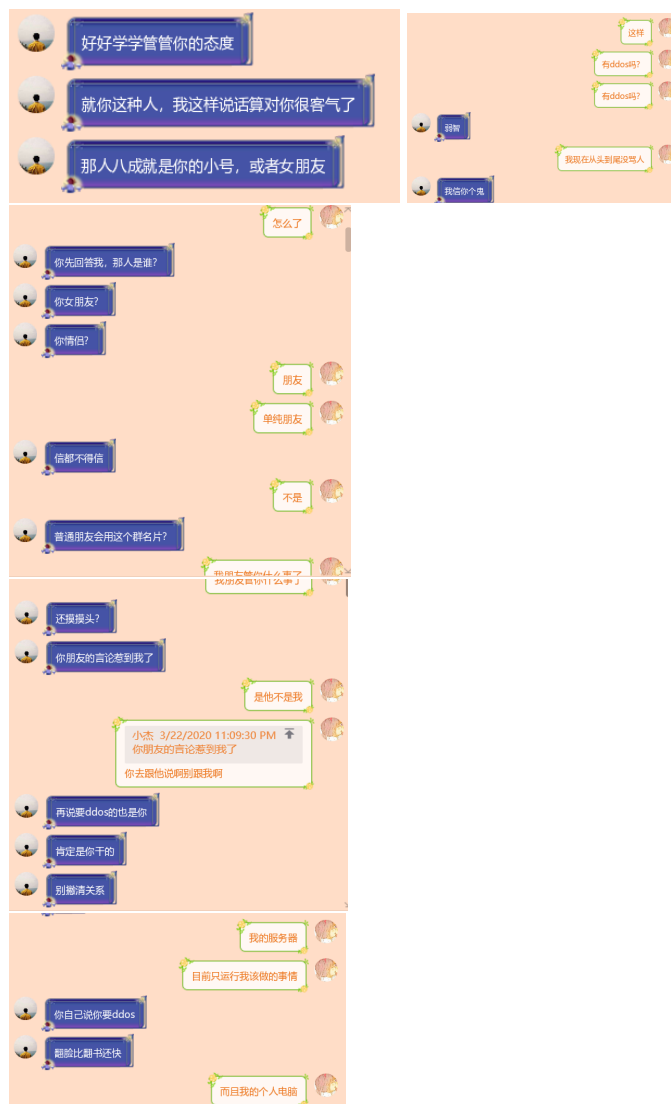 好好学学管管你的态度
就你这种人，我这样说话算对你很客气了
那人八成就是你的小号，或者女朋友
这样
有ddos吗?
有ddos吗?
弱智
我现在从头到尾没骂人
我信你个鬼
怎么了
你先回答我，那人是谁?
你女朋友?
你情侣?
朋友
单纯朋友
信都不得信
不是
普通朋友会用这个群名片?
我朋友管你什么事了
我朋友管你什么事了
还摸摸头?
你朋友的言论惹到我了
是他不是我
小杰 3/22/2020 11:09:30 PM
你朋友的言论惹到我了
你去跟他说啊别跟我啊
再说要ddos的也是你
肯定是你干的
别撇清关系
我的服务器
目前只运行我该做的事情
你自己说你要ddos
翻脸比翻书还快
而且我的个人电脑